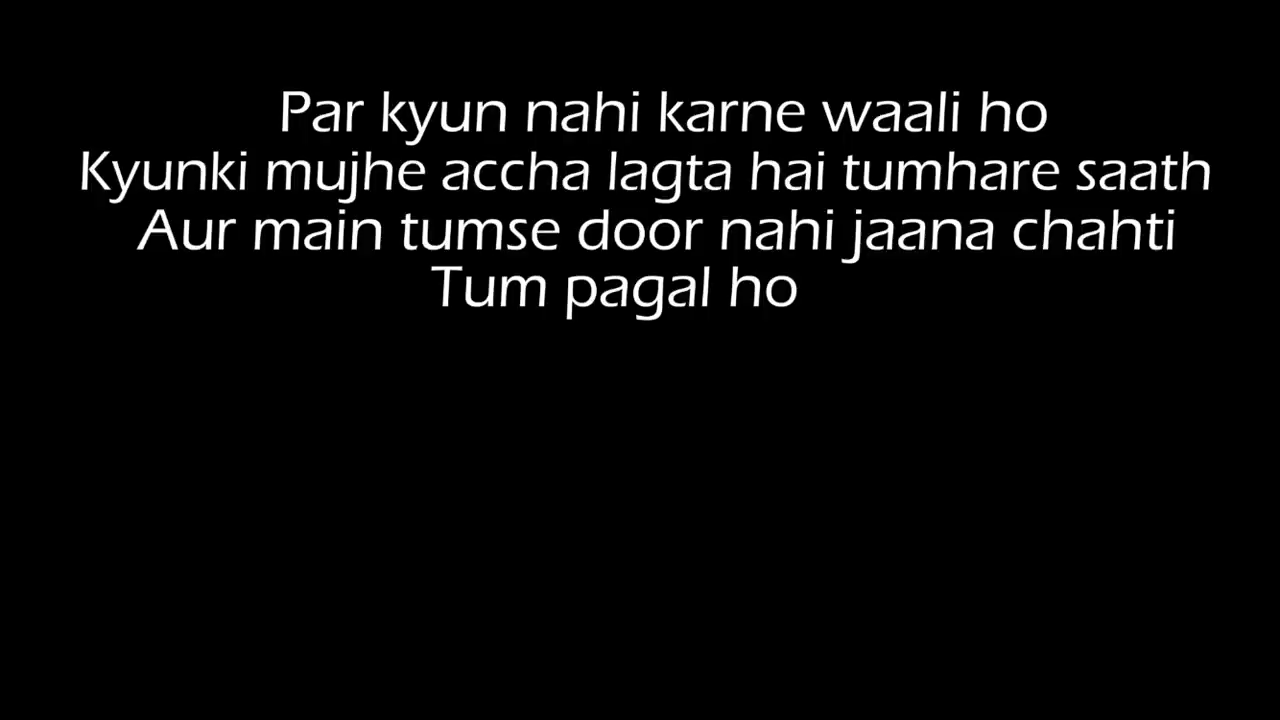 Par kyun nahi karne waali ho
Kyunki mujhe accha lagta hai tumhare saath
Aur main tumse door nahi jaana chahti
Tum pagal ho